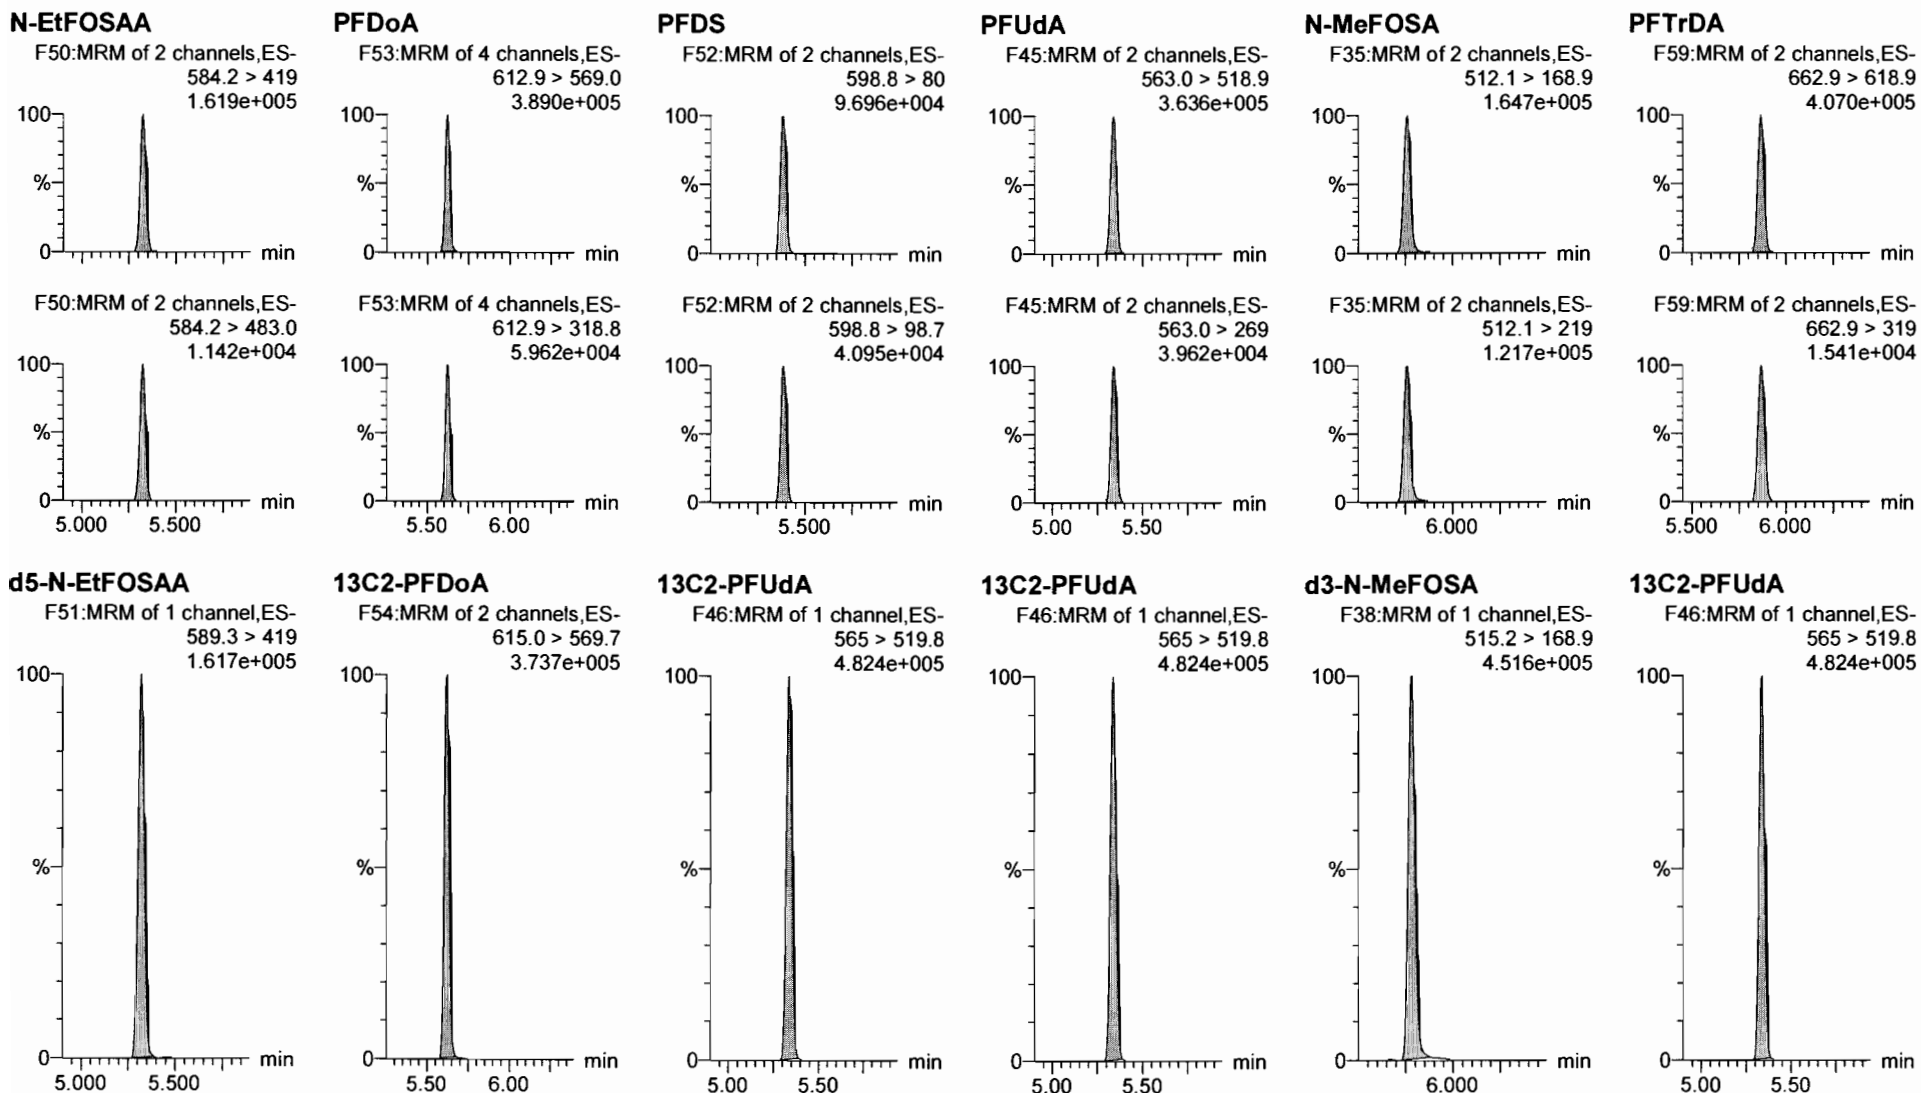 N-EtFOSAA
F50:MRM of 2 channels,ES-
584.2 > 419
1.619e+005
100
%
0
min
F50:MRM of 2 channels,ES-
584.2 > 483.0
1.142e+004
100
%
0
min
5.000 5.500
d5-N-EtFOSAA
F51:MRM of 1 channel,ES-
589.3 > 419
1.617e+005
100
%
0
min
5.000 5.500
PFDoA
F53:MRM of 4 channels,ES-
612.9 > 569.0
3.890e+005
100
%
0
min
F53:MRM of 4 channels,ES-
612.9 > 318.8
5.962e+004
100
%
0
min
5.50 6.00
13C2-PFDoA
F54:MRM of 2 channels,ES-
615.0 > 569.7
3.737e+005
100
%
0
min
5.50 6.00
PFDS
F52:MRM of 2 channels,ES-
598.8 > 80
9.696e+004
100
%
0
min
F52:MRM of 2 channels,ES-
598.8 > 98.7
4.095e+004
100
%
0
min
5.500
13C2-PFUdA
F46:MRM of 1 channel,ES-
565 > 519.8
4.824e+005
100
%
0
min
5.00 5.50
PFUdA
F45:MRM of 2 channels,ES-
563.0 > 518.9
3.636e+005
100
%
0
min
F45:MRM of 2 channels,ES-
563.0 > 269
3.962e+004
100
%
0
min
5.00 5.50
13C2-PFUdA
F46:MRM of 1 channel,ES-
565 > 519.8
4.824e+005
100
%
0
min
5.00 5.50
N-MeFOSA
F35:MRM of 2 channels,ES-
512.1 > 168.9
1.647e+005
100
%
0
min
F35:MRM of 2 channels,ES-
512.1 > 219
1.217e+005
100
%
0
min
6.000
d3-N-MeFOSA
F38:MRM of 1 channel,ES-
515.2 > 168.9
4.516e+005
100
%
0
min
6.000
PFTrDA
F59:MRM of 2 channels,ES-
662.9 > 618.9
4.070e+005
100
%
0
min
F59:MRM of 2 channels,ES-
662.9 > 319
1.541e+004
100
%
0
min
5.500 6.000
13C2-PFUdA
F46:MRM of 1 channel,ES-
565 > 519.8
4.824e+005
100
%
0
min
5.00 5.50